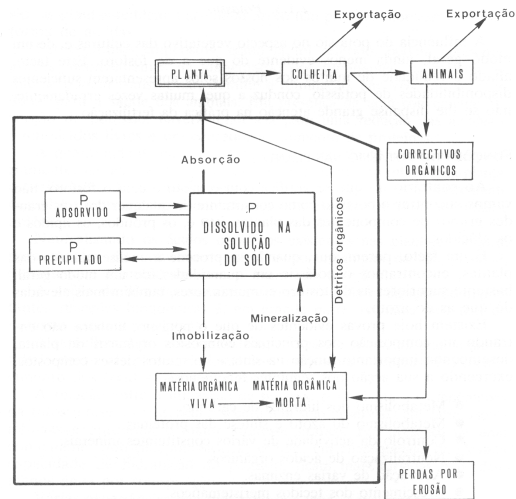 Exportação
Exportação
PLANTA
COLHEITA
ANIMAIS
Absorção
CORRECTIVOS
ORGÂNICOS
P
ADSORVIDO
P
DISSOLVIDO NA
SOLUÇÃO
DO SOLO
P
PRECIPITADO
Detritos orgânicos
Mineralização
Imobilização
MATÉRIA ORGÂNICA
VIVA
MATÉRIA ORGÂNICA
MORTA
PERDAS POR
EROSÃO